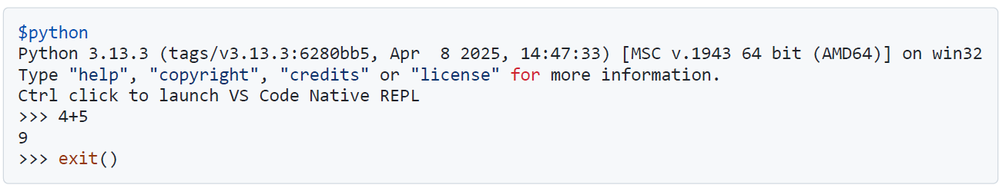 $python
Python 3.13.3 (tags/v3.13.3:6280bb5, Apr  8 2025, 14:47:33) [MSC v.1943 64 bit (AMD64)] on win32
Type "help", "copyright", "credits" or "license" for more information.
Ctrl click to launch VS Code Native REPL
>>> 4+5
9
>>> exit()